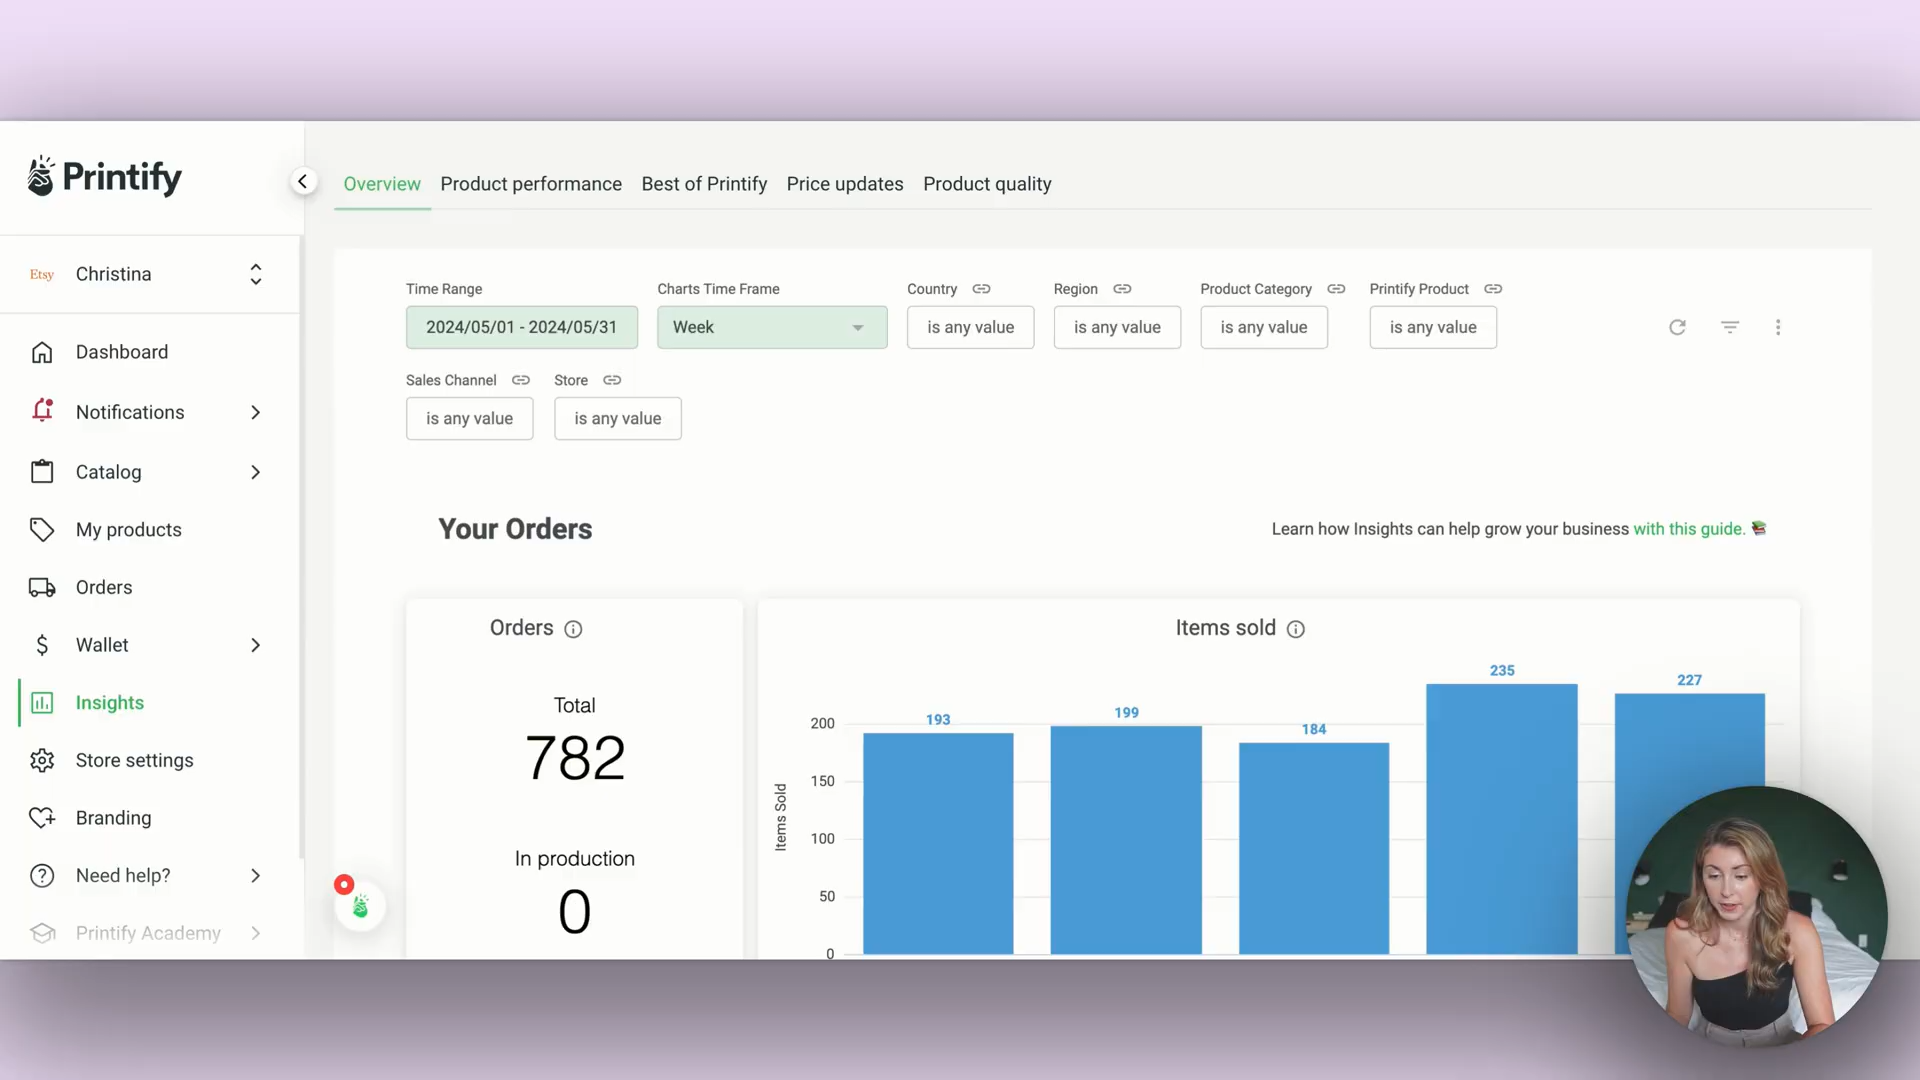 Printify
Etsy Christina
Dashboard
Notifications
Catalog
My products
Orders
Wallet
Insights
Store settings
Branding
Need help?
Printify Academy
Overview Product performance Best of Printify Price updates Product quality
Time Range Charts Time Frame Country Region Product Category Printify Product
2024/05/01 - 2024/05/31 Week is any value is any value is any value is any value
Sales Channel Store
is any value is any value
Your Orders
Learn how Insights can help grow your business with this guide.
Orders
Total
782
In production
0
Items sold
Items Sold
200
150
100
50
0
193
199
184
235
227